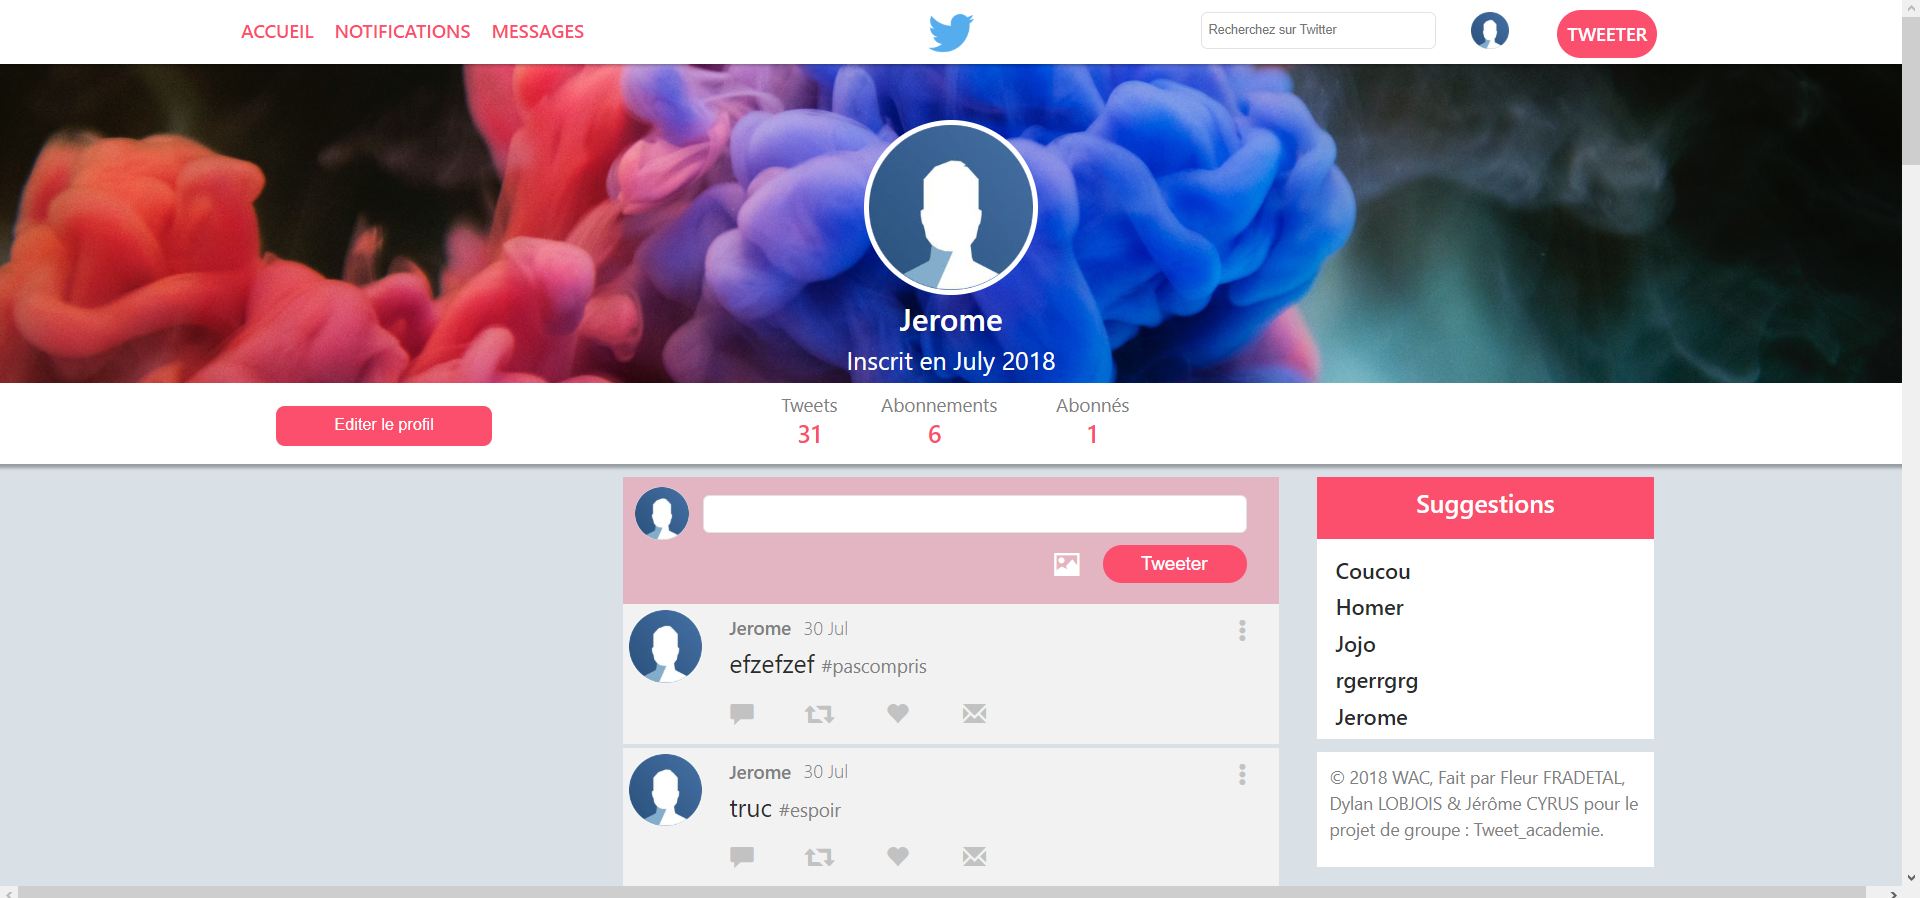 ACCUEIL NOTIFICATIONS MESSAGES
Recherchez sur Twitter
TWEETER
Jerome
Inscrit en July 2018
Editer le profil
Tweets Abonnements Abonnés
31 6 1
Tweeter
Jerome 30 Jul
efzefzef #pascompris
Jerome 30 Jul
truc #espoir
Suggestions
Coucou
Homer
Jojo
rgerrgrg
Jerome
© 2018 WAC, Fait par Fleur FRADETAL,
Dylan LOBJOIS & Jérôme CYRUS pour le
projet de groupe : Tweet_academie.